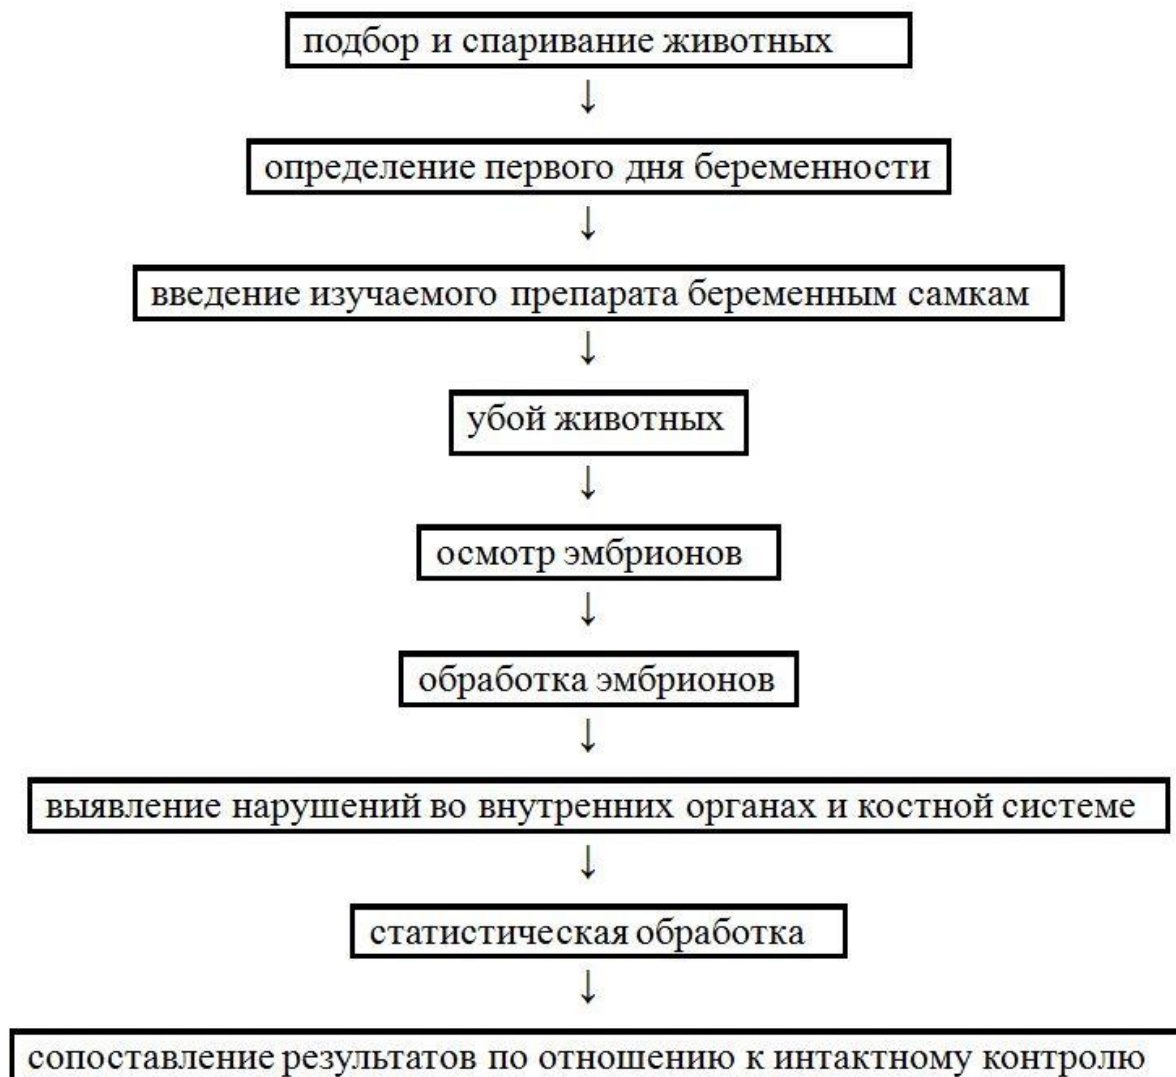 подбор и спаривание животных
↓
определение первого дня беременности
↓
введение изучаемого препарата беременным самкам
↓
убой животных
↓
осмотр эмбрионов
↓
обработка эмбрионов
↓
выявление нарушений во внутренних органах и костной системе
↓
статистическая обработка
↓
сопоставление результатов по отношению к интактному контролю